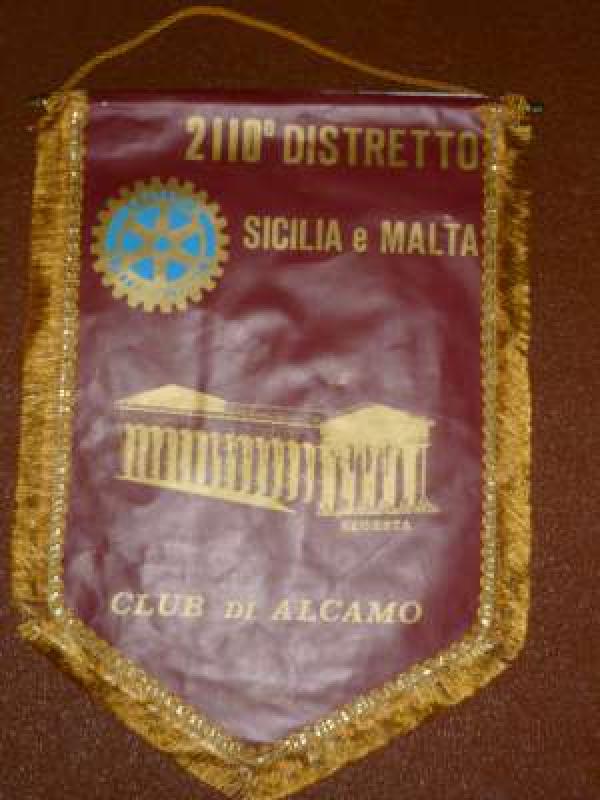 2110° DISTRETTO
SICILIA e MALTA
SEGESTA
CLUB DI ALCAMO